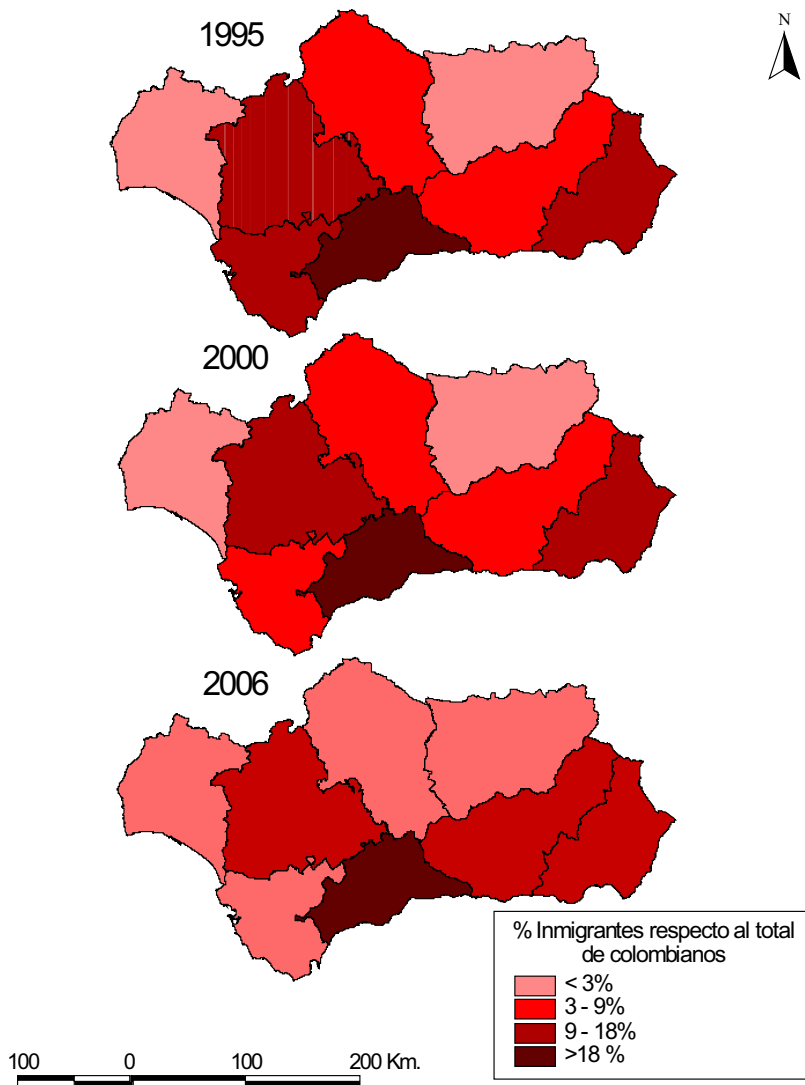 1995
N
2000
2006
% Inmigrantes respecto al total
de colombianos
< 3%
3 - 9%
9 - 18%
>18 %
100 0 100 200 Km.